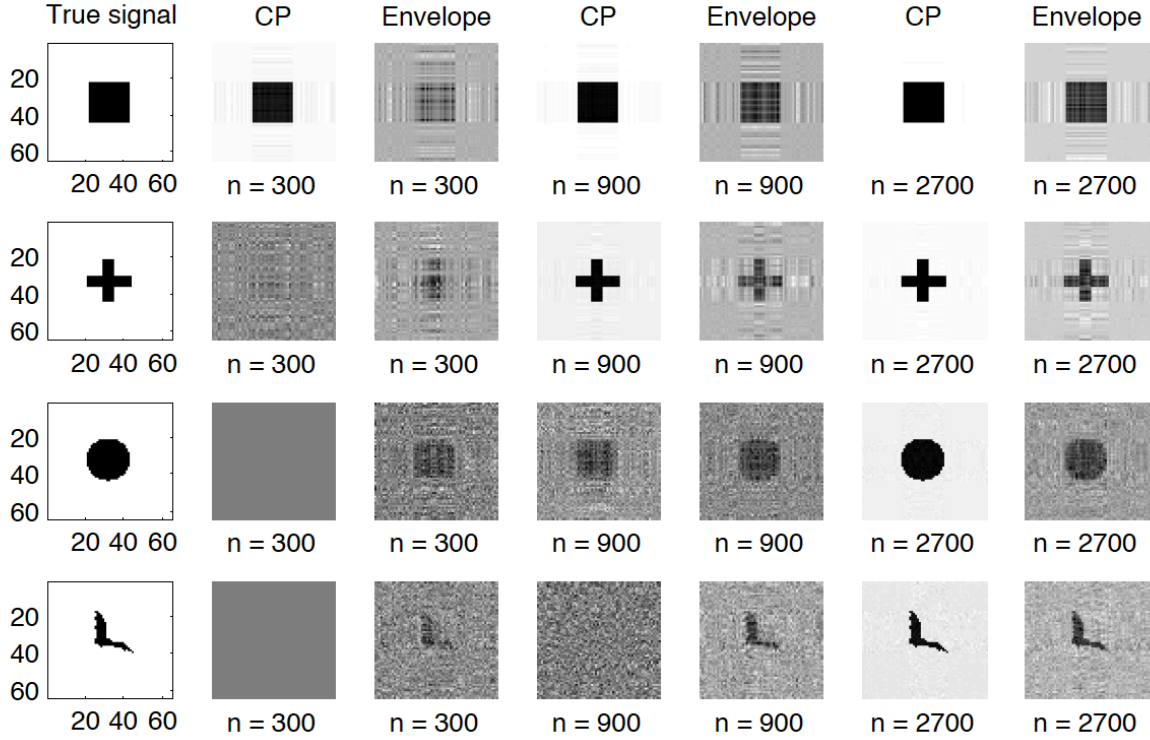 True signal CP Envelope CP Envelope CP Envelope
20
40
60
20 40 60 n = 300 n = 300 n = 900 n = 900 n = 2700 n = 2700
20
40
60
20 40 60 n = 300 n = 300 n = 900 n = 900 n = 2700 n = 2700
20
40
60
20 40 60 n = 300 n = 300 n = 900 n = 900 n = 2700 n = 2700
20
40
60
20 40 60 n = 300 n = 300 n = 900 n = 900 n = 2700 n = 2700